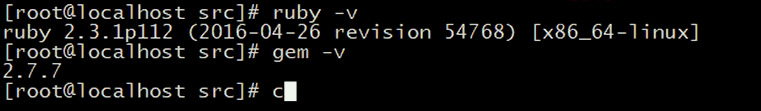 [root@localhost src]# ruby -v
ruby 2.3.1p112 (2016-04-26 revision 54768) [x86_64-linux]
[root@localhost src]# gem -v
2.7.7
[root@localhost src]# c